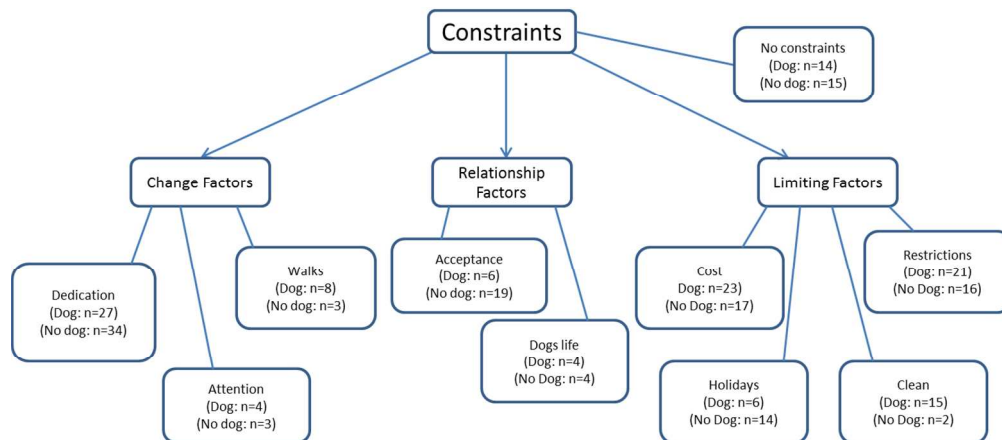 Constraints
No constraints
(Dog: n=14)
(No dog: n=15)
Change Factors
Relationship
Factors
Limiting Factors
Dedication
(Dog: n=27)
(No dog: n=34)
Attention
(Dog: n=4)
(No dog: n=3)
Walks
(Dog: n=8)
(No dog: n=3)
Acceptance
(Dog: n=6)
(No dog: n=19)
Dogs life
(Dog: n=4)
(No Dog: n=4)
Cost
Dog: n=23)
(No Dog: n=17)
Holidays
(Dog: n=6)
(No Dog: n=14)
Clean
(Dog: n=15)
(No Dog: n=2)
Restrictions
(Dog: n=21)
(No Dog: n=16)